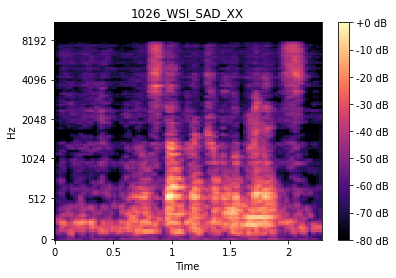 1026_WSI_SAD_XX
+0 dB
8192
-10 dB
4096
-20 dB
-30 dB
2048
Hz
-40 dB
1024
-50 dB
512
-60 dB
-70 dB
0
-80 dB
0
0.5
1
1.5
2
Time